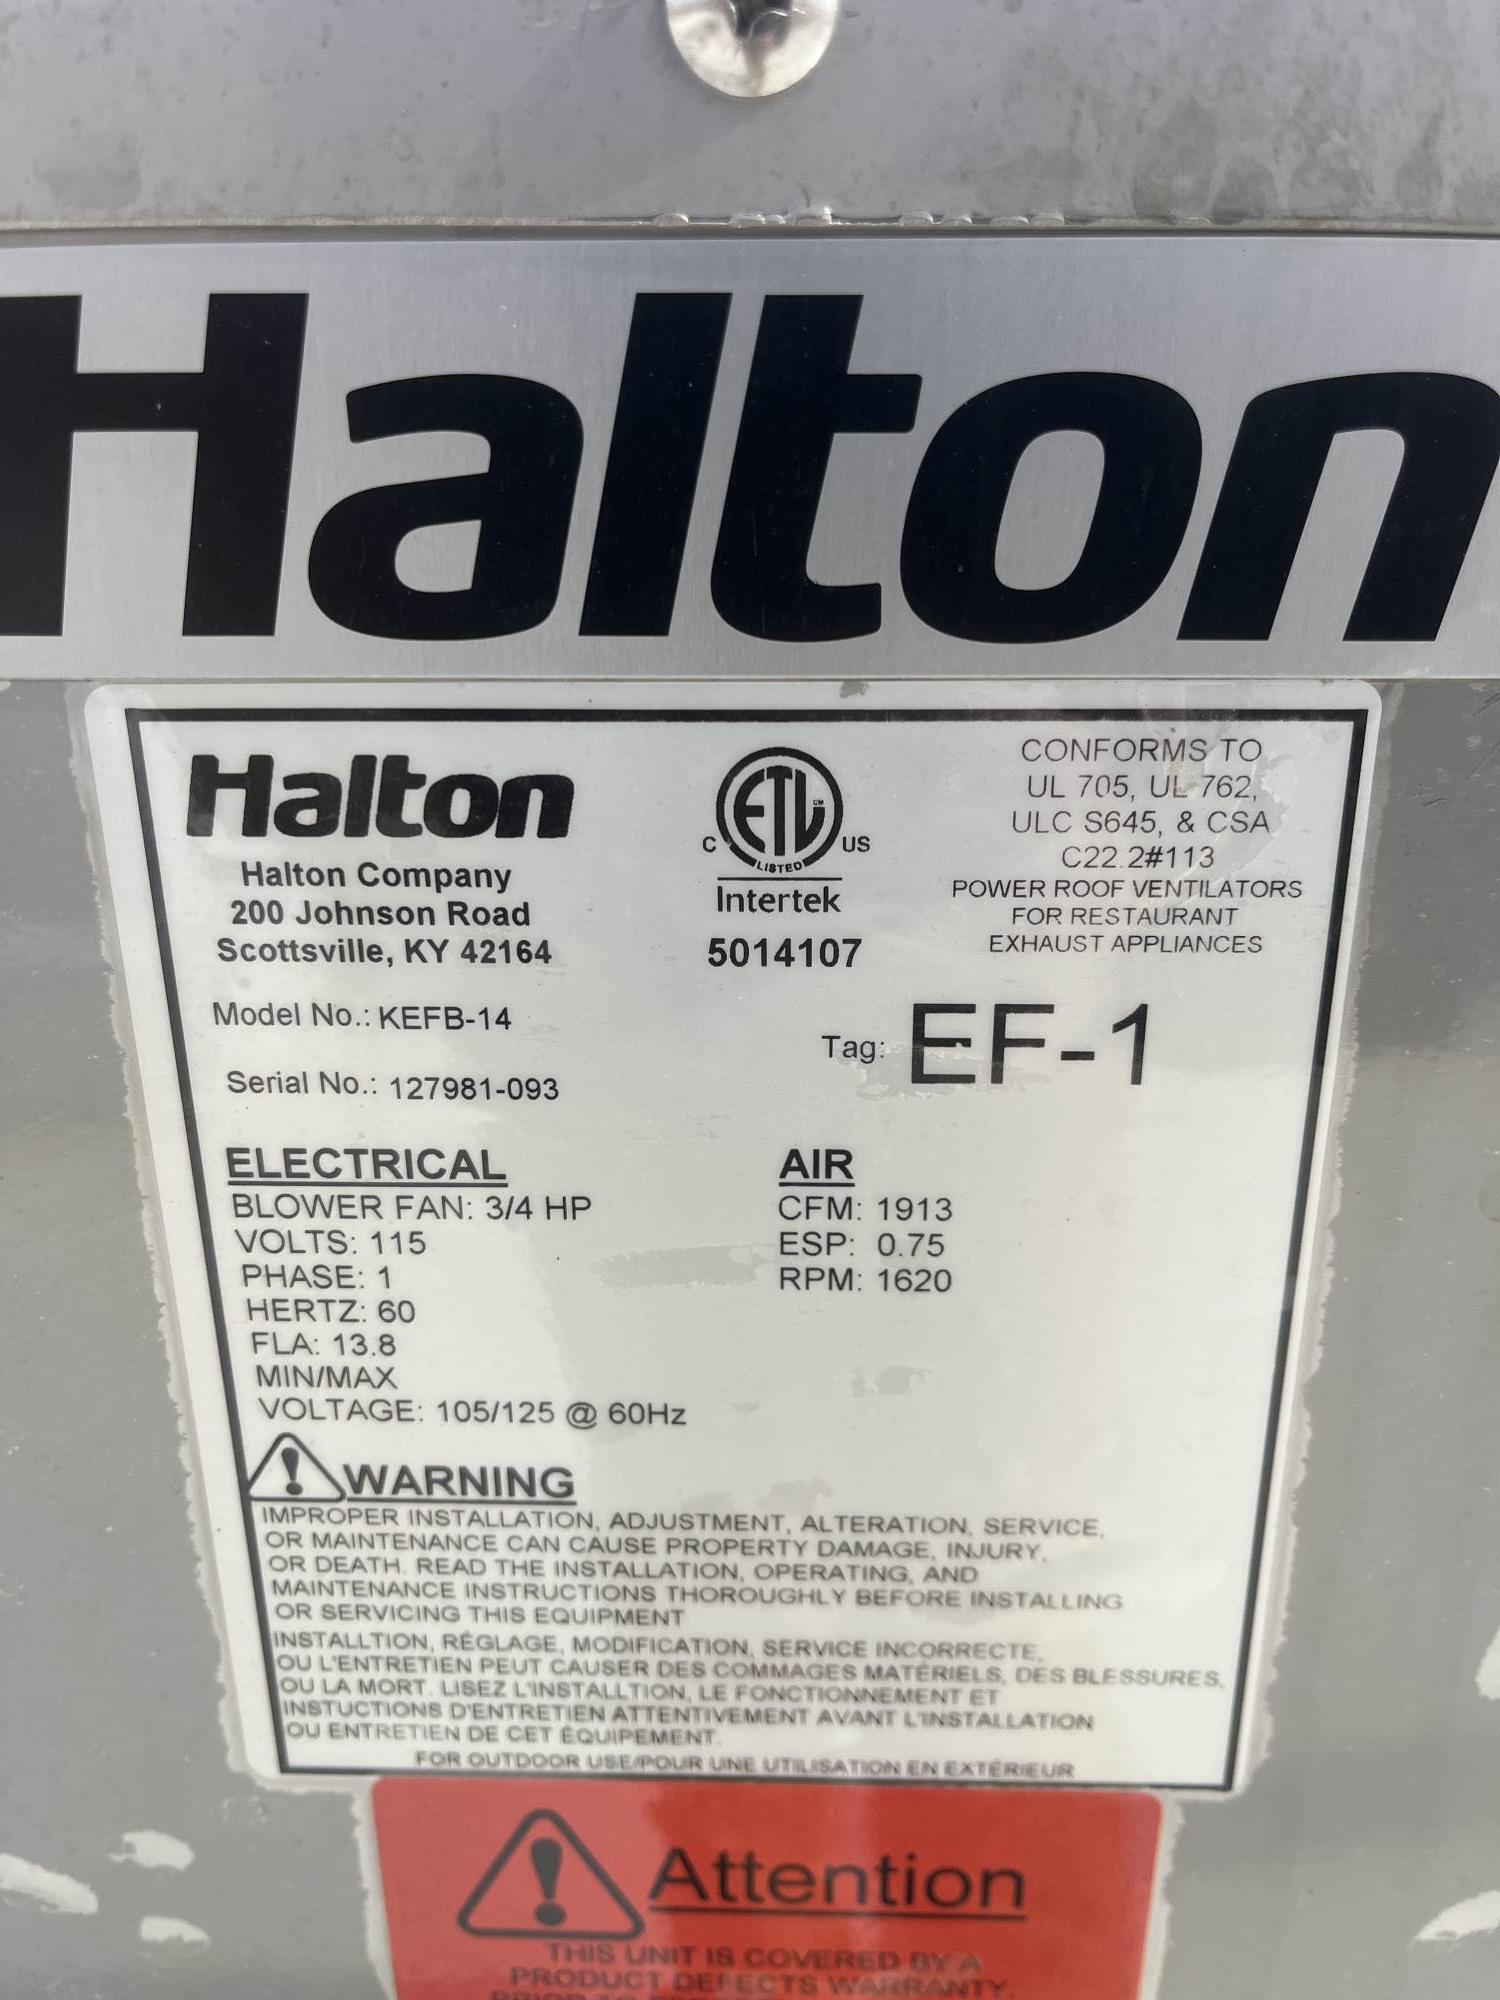 Halton
Halton
Halton Company
200 Johnson Road
Scottsville, KY 42164
C ETL CM US
LISTED
Intertek
5014107
CONFORMS TO
UL 705, UL 762,
ULC S645, & CSA
C22.2#113
POWER ROOF VENTILATORS
FOR RESTAURANT
EXHAUST APPLIANCES
Model No.: KEFB-14
Tag: EF-1
Serial No.: 127981-093
ELECTRICAL
BLOWER FAN: 3/4 HP
VOLTS: 115
PHASE: 1
HERTZ: 60
FLA: 13.8
MIN/MAX
VOLTAGE: 105/125 @ 60Hz
AIR
CFM: 1913
ESP: 0.75
RPM: 1620
WARNING
IMPROPER INSTALLATION, ADJUSTMENT, ALTERATION, SERVICE,
OR MAINTENANCE CAN CAUSE PROPERTY DAMAGE, INJURY,
OR DEATH. READ THE INSTALLATION, OPERATING, AND
MAINTENANCE INSTRUCTIONS THOROUGHLY BEFORE INSTALLING
OR SERVICING THIS EQUIPMENT
INSTALLTION, RÉGLAGE, MODIFICATION, SERVICE INCORRECTE,
OU L'ENTRETIEN PEUT CAUSER DES COMMAGES MATÉRIELS, DES BLESSURES,
OU LA MORT. LISEZ L'INSTALLTION, LE FONCTIONNEMENT ET
INSTUCTIONS D'ENTRETIEN ATTENTIVEMENT AVANT L'INSTALLATION
OU ENTRETIEN DE CET ÉQUIPEMENT.
FOR OUTDOOR USE/POUR UNE UTILISATION EN EXTÉRIEUR
Attention
THIS UNIT IS COVERED BY A
PRODUCT DEFECTS WARRANTY.